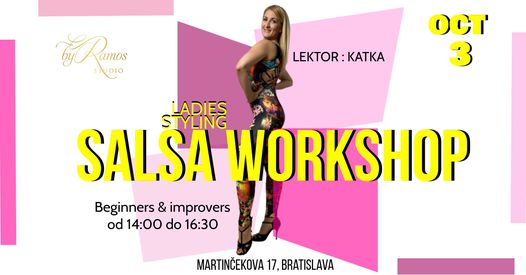 by Ramos
STUDIO
OCT
3
LEKTOR : KATKA
LADIES
STYLING
SALSA WORKSHOP
Beginners & improvers
od 14:00 do 16:30
MARTINČEKOVA 17, BRATISLAVA